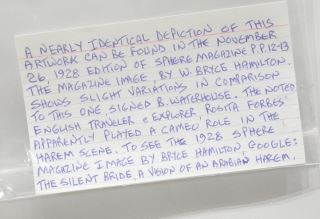 A NEARLY IDENTICAL DEPICTION OF THIS
ARTWORK CAN BE FOUND IN THE NOVEMBER
26, 1928 EDITION OF SPHERE MAGAZINE P.P. 12-13
THE MAGAZINE IMAGE, BY W. BRYCE HAMILTON,
SHOWS SLIGHT VARIATIONS IN COMPARISON
TO THIS ONE, SIGNED B. WATERHOUSE. THE NOTED
ENGLISH TRAVELER & EXPLORER, ROSITA FORBES
APPARENTLY PLAYED A CAMEO ROLE IN THE
HAREM SCENE. TO SEE THE 1928 SPHERE
MAGAZINE IMAGE BY BRYCE HAMILTON, GOOGLE:
THE SILENT BRIDE, A VISION OF AN ARABIAN HAREM.